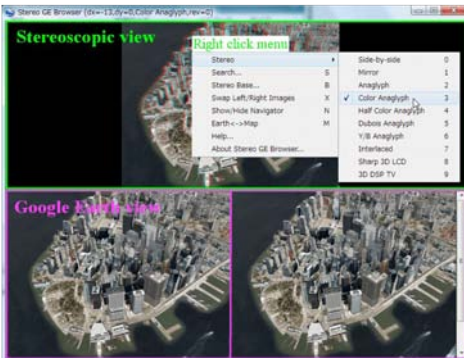 Stereo GE Browser (dx=-13,dy=0,Color Anaglyph,rev=0)
Stereoscopic view
Right click menu
Stereo
Search... S
Stereo Base... B
Swap Left/Right Images X
Show/Hide Navigator N
Earth<->Map M
Help...
About Stereo GE Browser...
Side-by-side 0
Mirror 1
Anaglyph 2
Color Anaglyph 3
Half Color Anaglyph 4
Dubois Anaglyph 5
Y/B Anaglyph 6
Interlaced 7
Sharp 3D LCD 8
3D DSP TV 9
Google Earth view